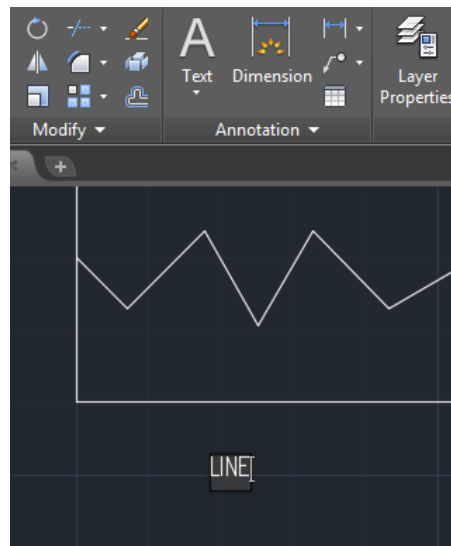 Text
Dimension
Layer
Properties
Modify
Annotation
LINE